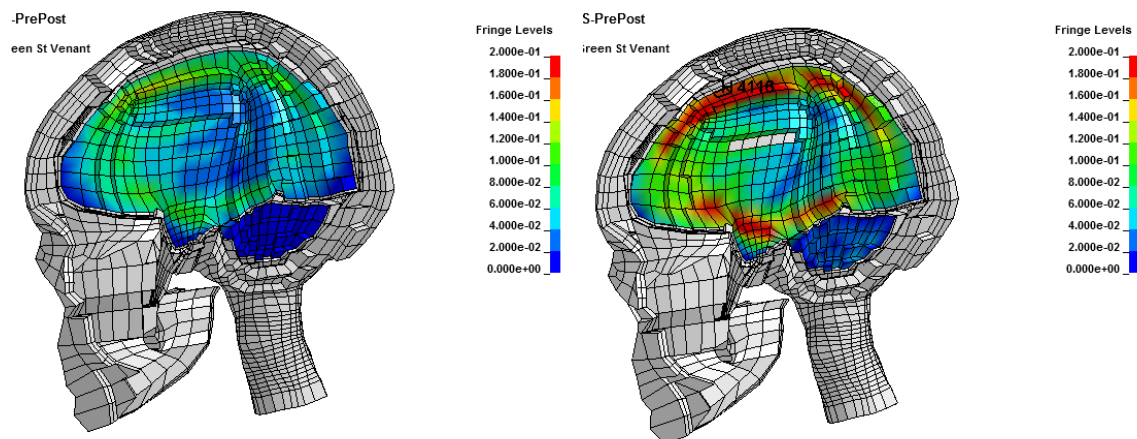 -PrePost
een St Venant
Fringe Levels
2.000e-01
1.800e-01
1.600e-01
1.400e-01
1.200e-01
1.000e-01
8.000e-02
6.000e-02
4.000e-02
2.000e-02
0.000e+00
S-PrePost
Green St Venant
4116
Fringe Levels
2.000e-01
1.800e-01
1.600e-01
1.400e-01
1.200e-01
1.000e-01
8.000e-02
6.000e-02
4.000e-02
2.000e-02
0.000e+00